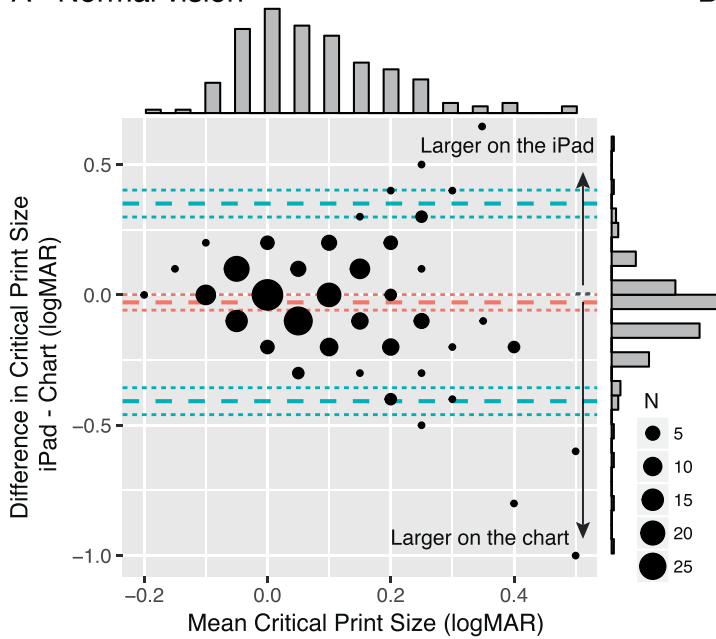 A - Normal vision
B
Larger on the iPad
0.5
0.0
−0.5
−1.0
Difference in Critical Print Size
iPad - Chart (logMAR)
Larger on the chart
−0.2
0.0
0.2
0.4
Mean Critical Print Size (logMAR)
N
5
10
15
20
25